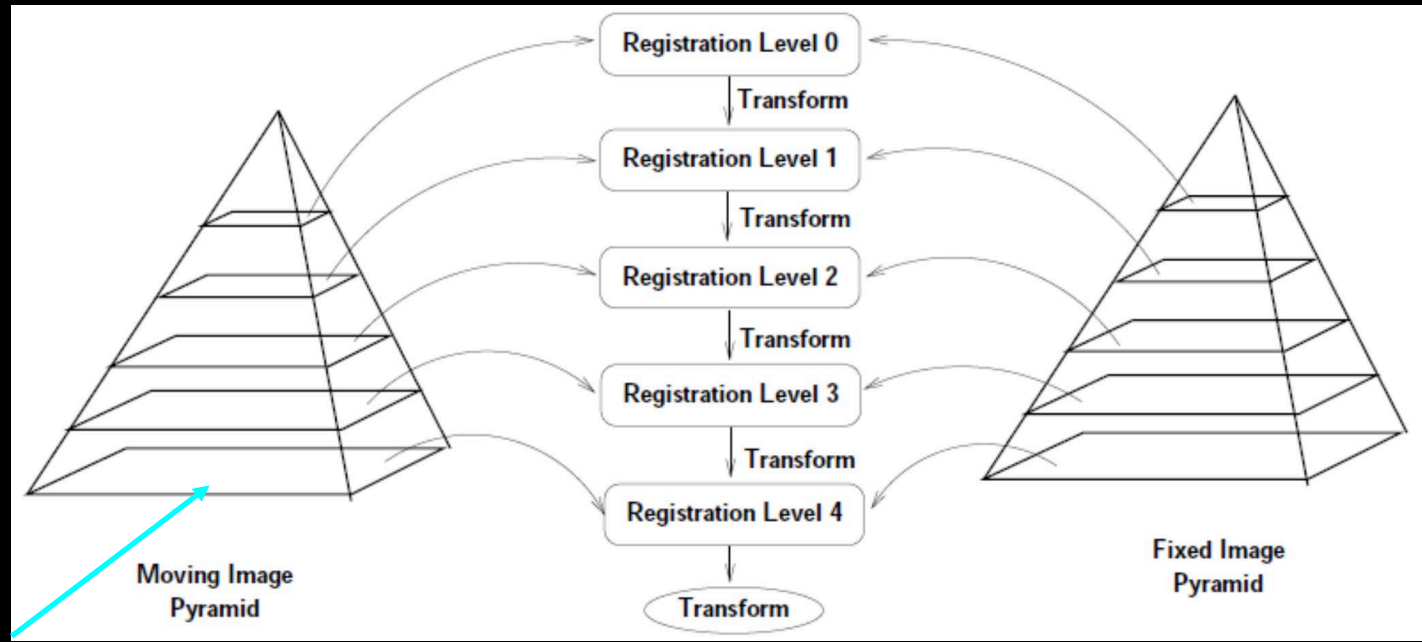 Registration Level 0
Transform
Registration Level 1
Transform
Registration Level 2
Transform
Registration Level 3
Transform
Registration Level 4
Transform
Moving Image
Pyramid
Fixed Image
Pyramid